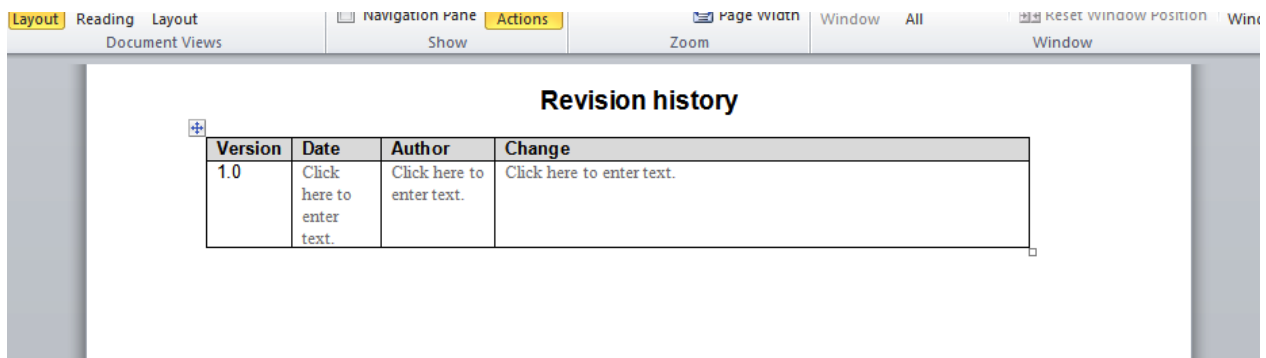 Layout Reading Layout Navigation Pane Actions Page Width Window All Reset Window Position
Document Views Show Zoom Window
Revision history
Version Date Author Change
1.0 Click Click here to Click here to enter text.
here to enter text.
enter
text.